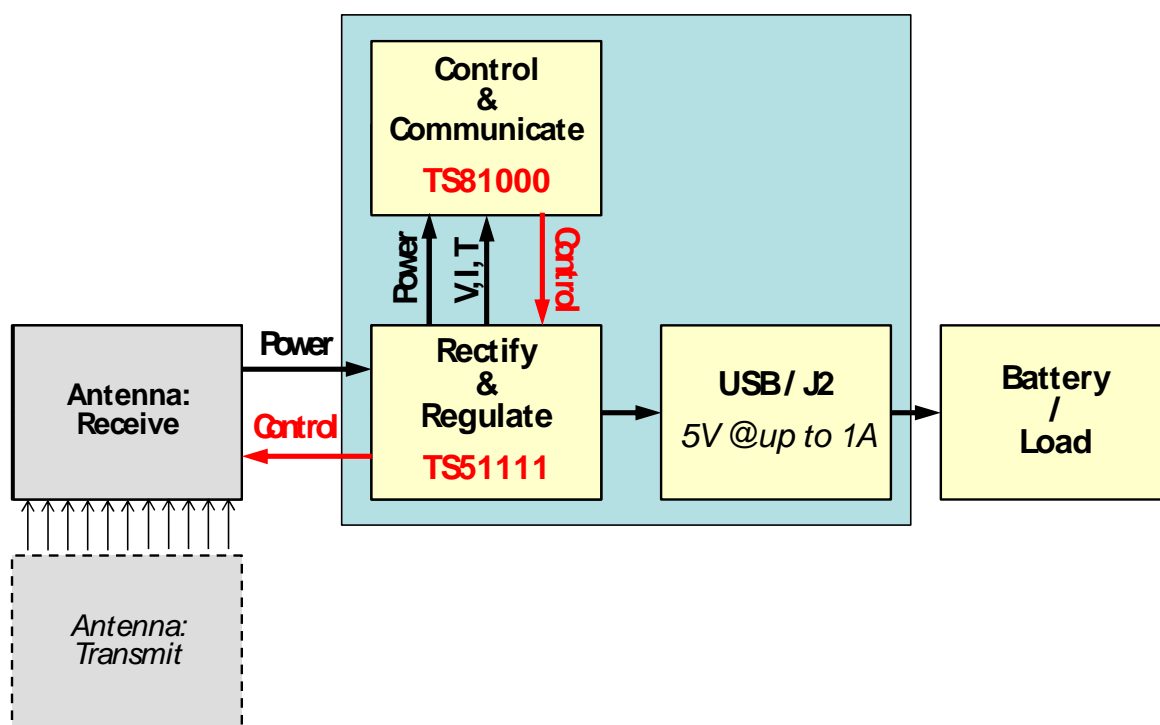 Control
&
Communicate
TS81000
Power
V, I, T
Control
Antenna:
Receive
Power
Control
Rectify
&
Regulate
TS51111
USB / J2
5V @up to 1A
Battery
/
Load
Antenna:
Transmit